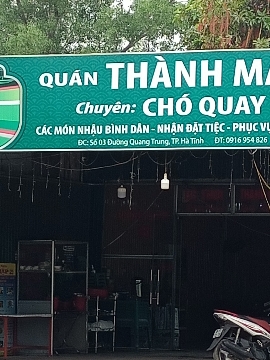 QUÁN THÀNH MA
Chuyên: CHÓ QUAY
CÁC MÓN NHẬU BÌNH DÂN - NHẬN ĐẶT TIỆC - PHỤC VỤ
ĐC: Số 03 Đường Quang Trung, TP. Hà Tĩnh ĐT: 0916 954 826